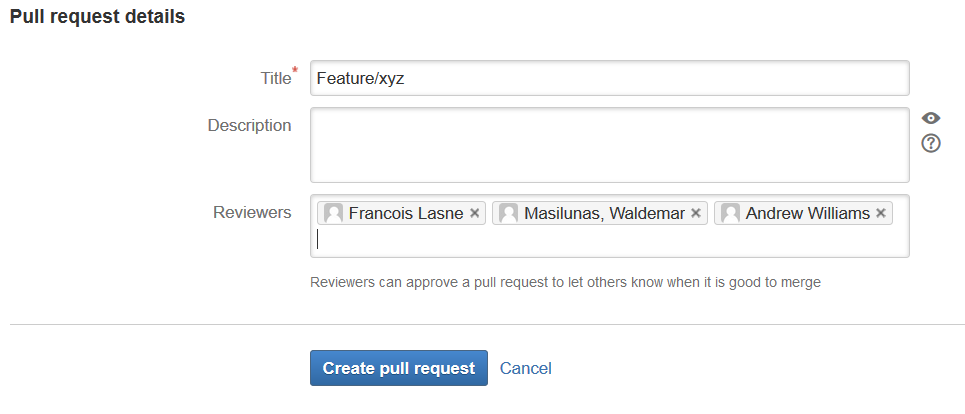 Pull request details
Title*
Feature/xyz
Description
Reviewers
Francois Lasne × Masilunas, Waldemar × Andrew Williams ×
Reviewers can approve a pull request to let others know when it is good to merge
Create pull request Cancel